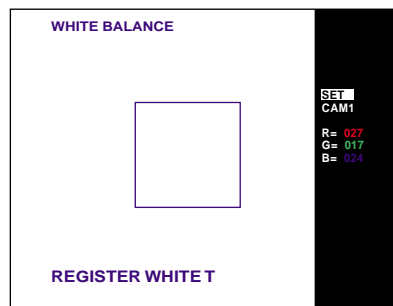 WHITE BALANCE
SET
CAM1
R= 027
G= 017
B= 024
REGISTER WHITE T